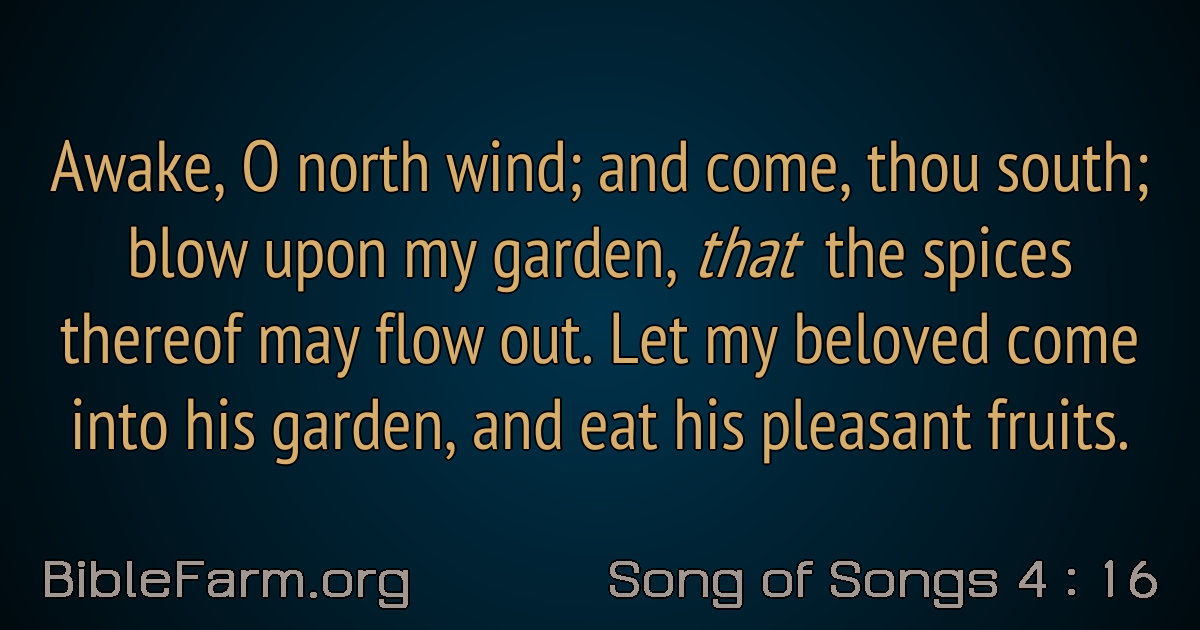 Awake, O north wind; and come, thou south;
blow upon my garden, that the spices
thereof may flow out. Let my beloved come
into his garden, and eat his pleasant fruits.
BibleFarm.org
Song of Songs 4 : 16